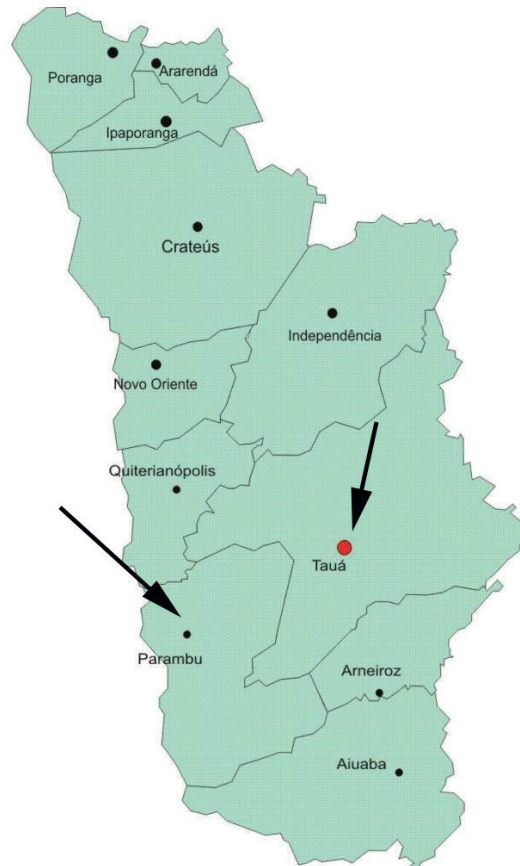 Poranga
Ararendá
Ipaporanga
Crateús
Independência
Novo Oriente
Quiterianópolis
Tauá
Parambu
Arneiroz
Aiuaba